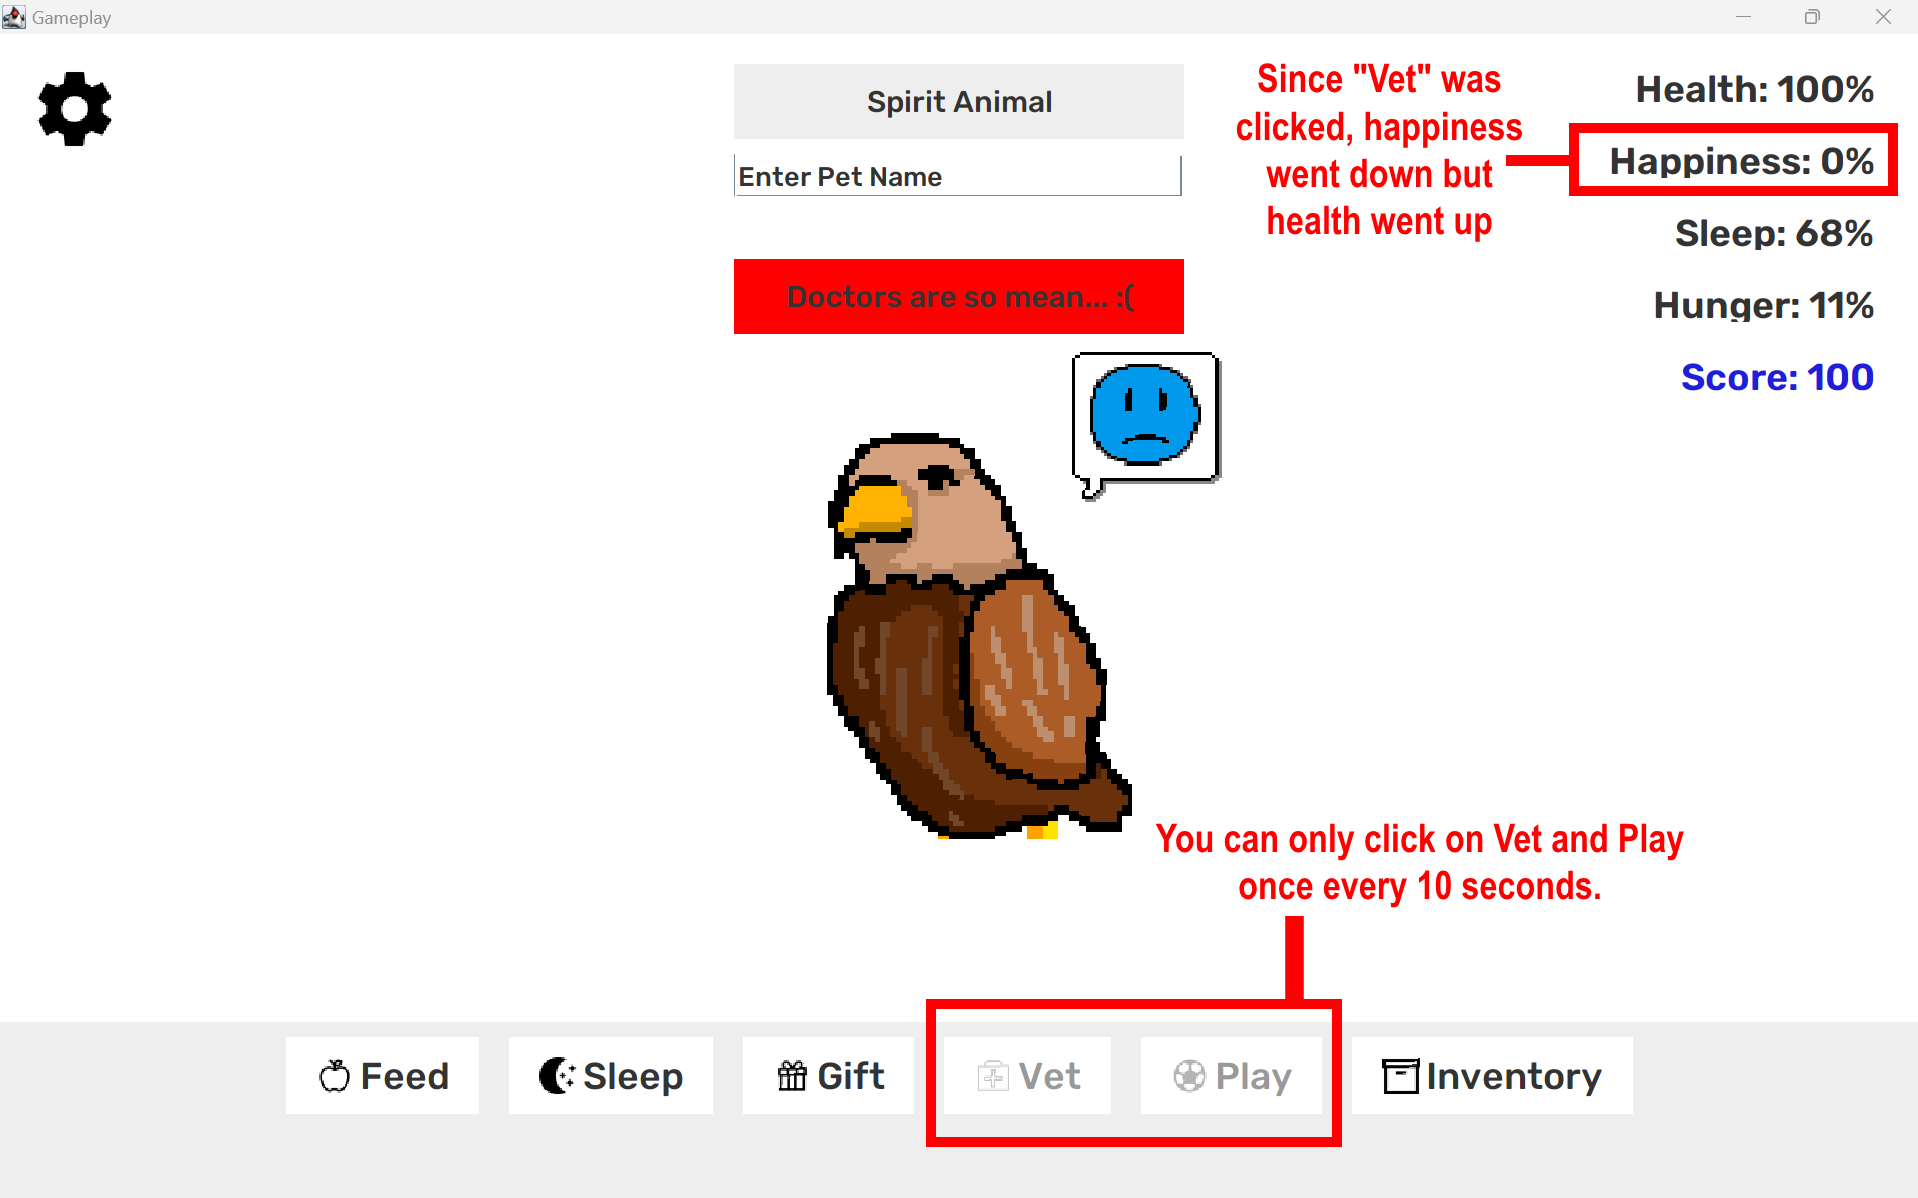 Gameplay
Spirit Animal
Enter Pet Name
Since "Vet" was
clicked, happiness
went down but
health went up
Health: 100%
Happiness: 0%
Sleep: 68%
Hunger: 11%
Score: 100
Doctors are so mean... :(
You can only click on Vet and Play
once every 10 seconds.
Feed
Sleep
Gift
Vet
Play
Inventory